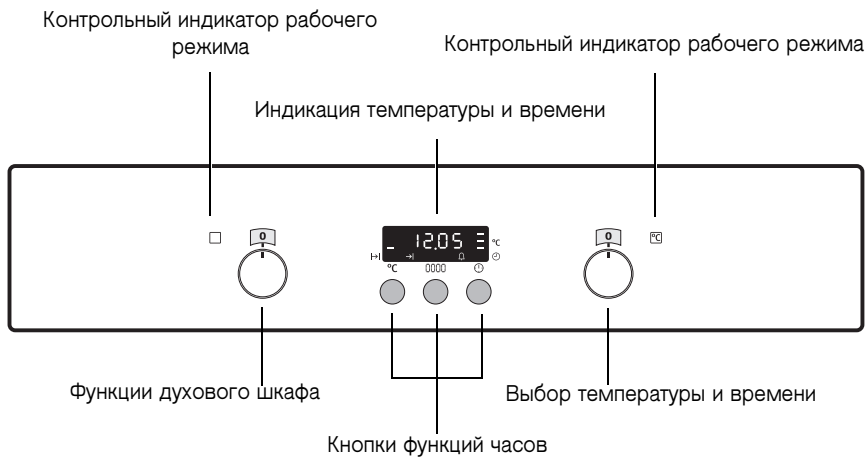 Контрольный индикатор рабочего
режима
Контрольный индикатор рабочего режима
Индикация температуры и времени
0
12.05
°C
°C
0000
0
°C
Функции духового шкафа
Выбор температуры и времени
Кнопки функций часов